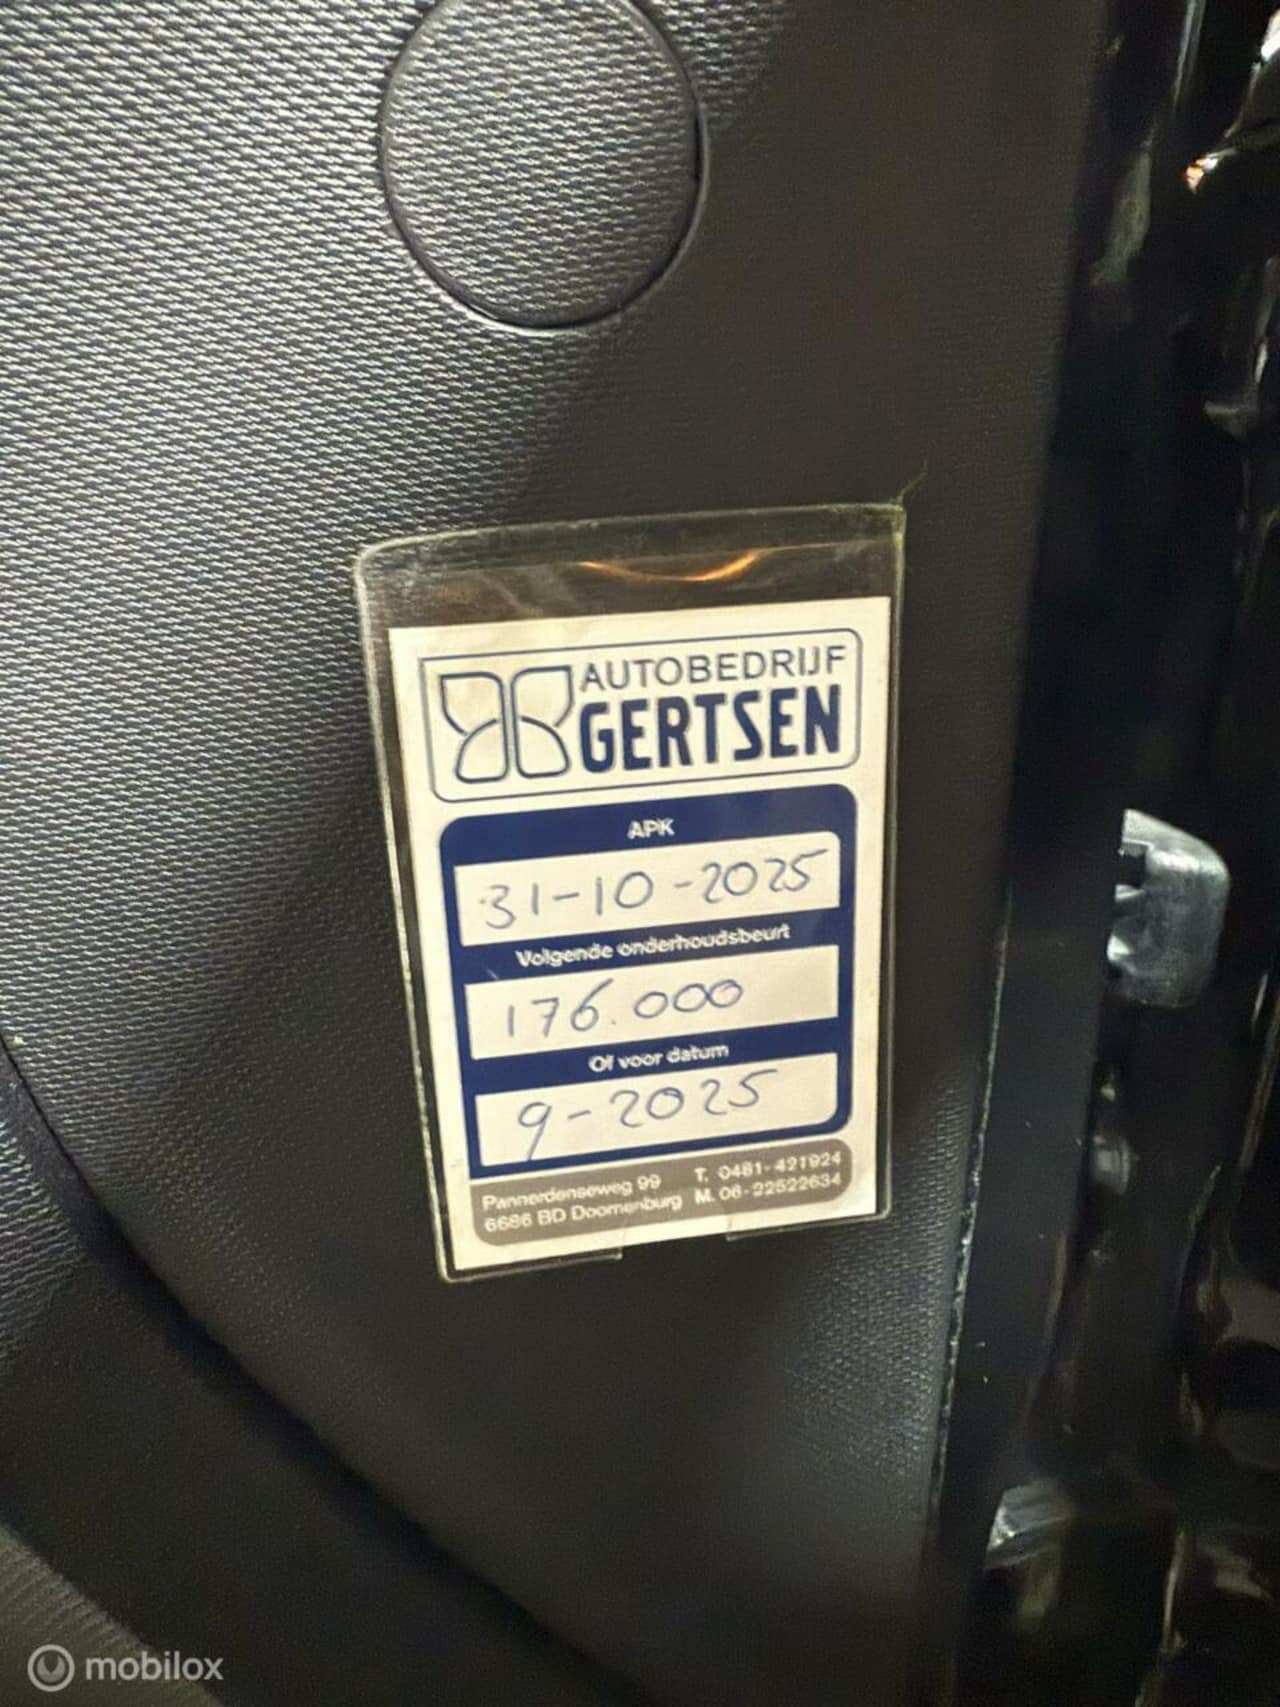 AUTOBEDRIJF
GERTSEN
APK
31-10-2025
Volgende onderhoudsbeurt
176.000
Of voor datum
9-2025
Pannerdenseweg 99 T. 0481-421924
6686 BD Doornenburg M. 06-22522634
mobilox